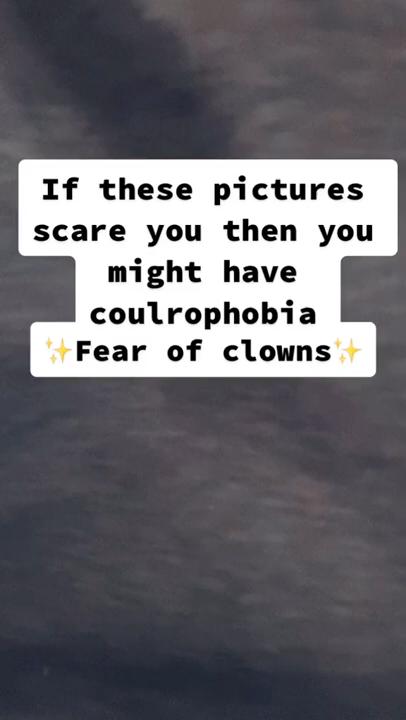 If these pictures
scare you then you
might have
coulrophobia
✨Fear of clowns✨